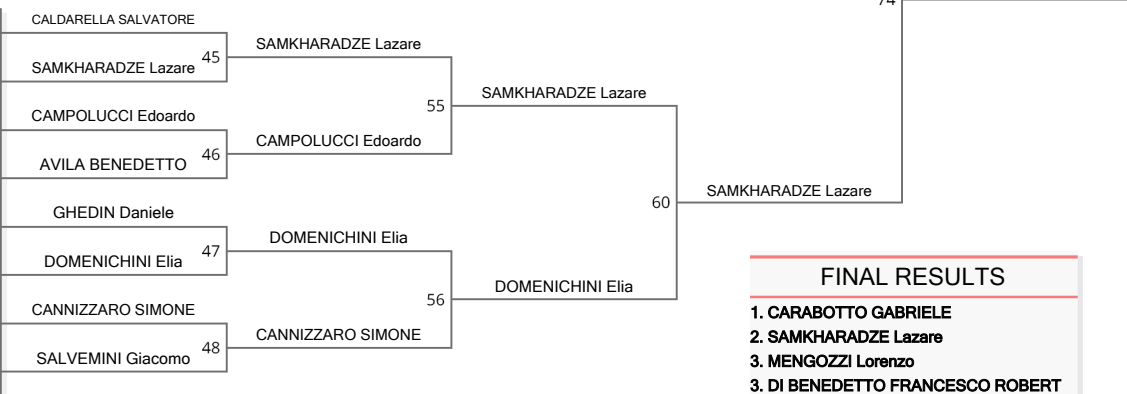 74
CALDARELLA SALVATORE
SAMKHARADZE Lazare
45
SAMKHARADZE Lazare
CAMPOLUCCI Edoardo
AVILA BENEDETTO
46
CAMPOLUCCI Edoardo
55
SAMKHARADZE Lazare
GHEDIN Daniele
DOMENICHINI Elia
47
DOMENICHINI Elia
CANNIZZARO SIMONE
SALVEMINI Giacomo
48
CANNIZZARO SIMONE
56
DOMENICHINI Elia
60
SAMKHARADZE Lazare
FINAL RESULTS
1. CARABOTTO GABRIELE
2. SAMKHARADZE Lazare
3. MENGOZZI Lorenzo
3. DI BENEDETTO FRANCESCO ROBERT